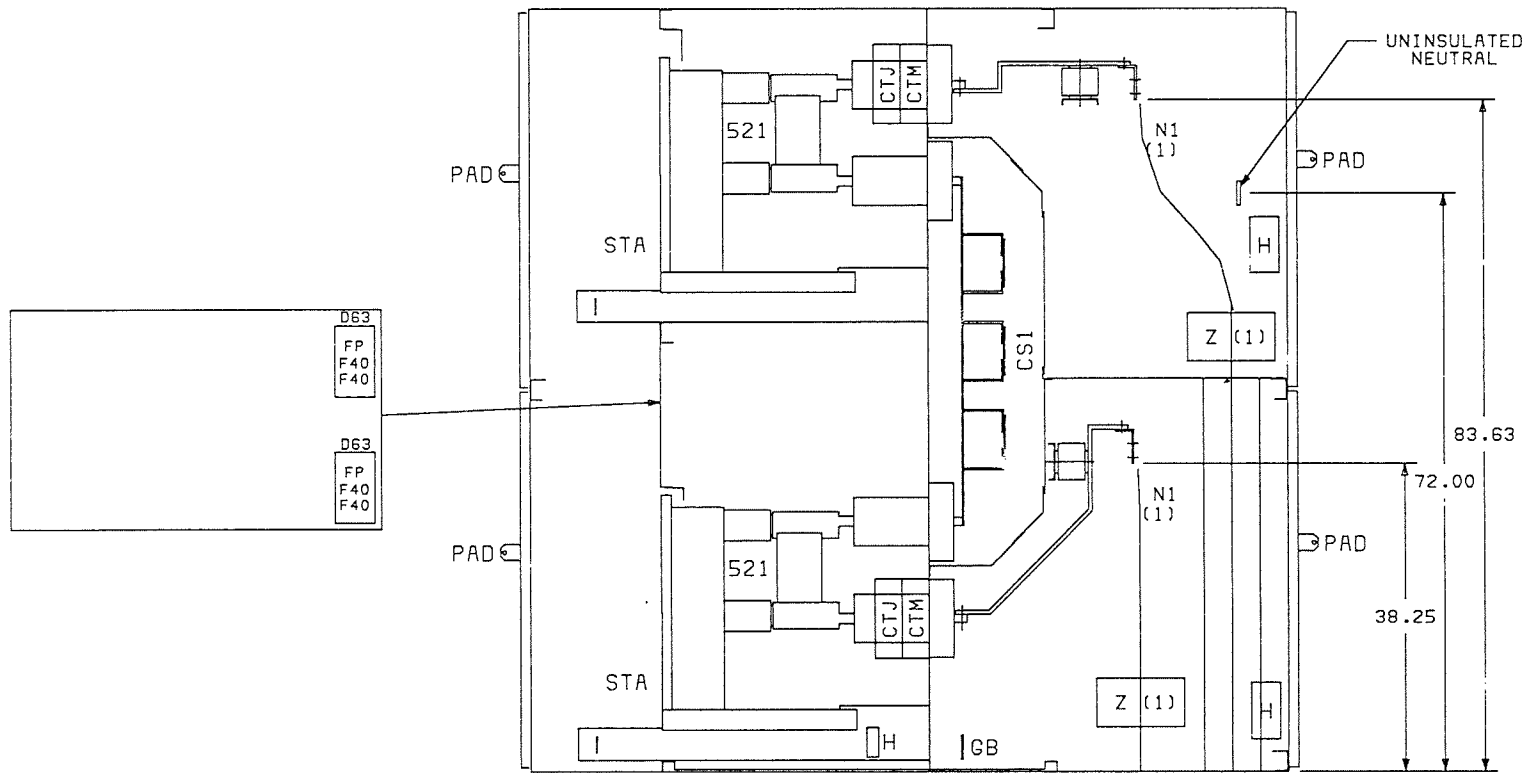 UNINSULATED
NEUTRAL
CTJ
CTM
521
N1
(1)
PAD
PAD
STA
H
I
D63
FP
F40
F40
Z (1)
CS1
83.63
D63
FP
F40
F40
72.00
N1
(1)
PAD
PAD
521
CTJ
CTM
38.25
STA
Z (1)
H
I
H
GB